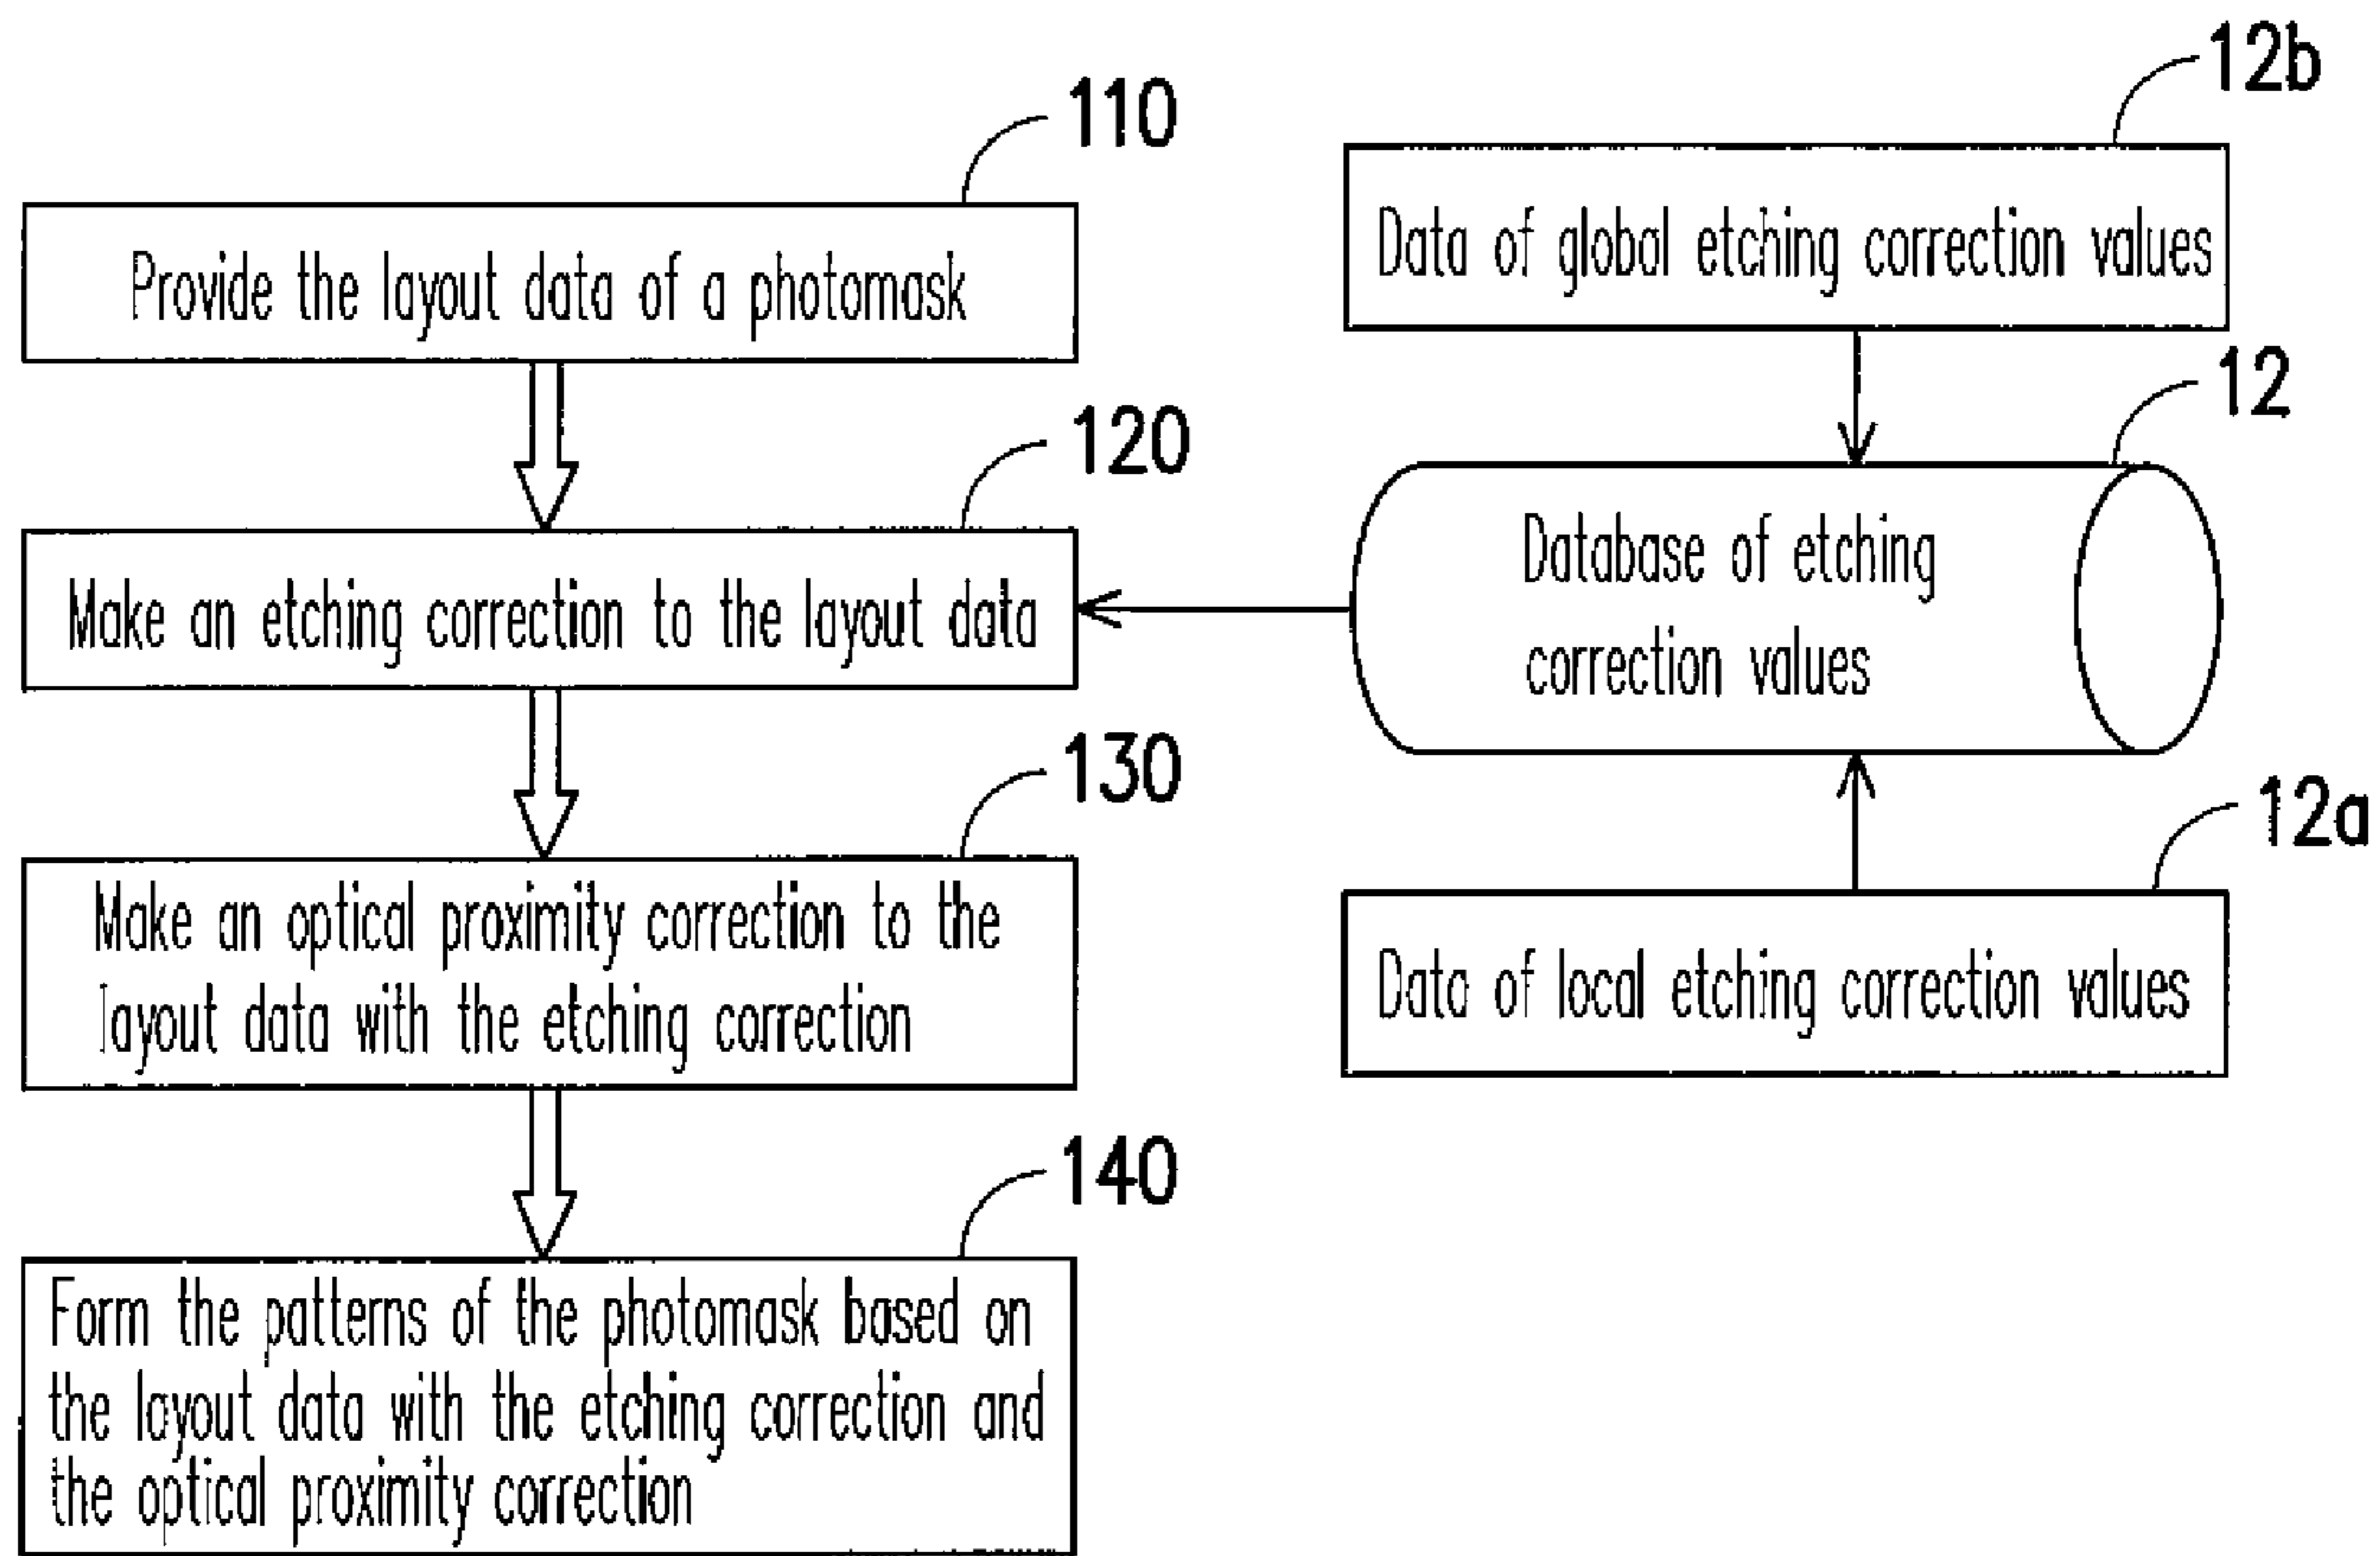 110
Provide the layout data of a photomask
120
Make an etching correction to the layout data
130
Make an optical proximity correction to the
layout data with the etching correction
140
Form the patterns of the photomask based on
the layout data with the etching correction and
the optical proximity correction
12b
Data of global etching correction values
12
Database of etching
correction values
12a
Data of local etching correction values